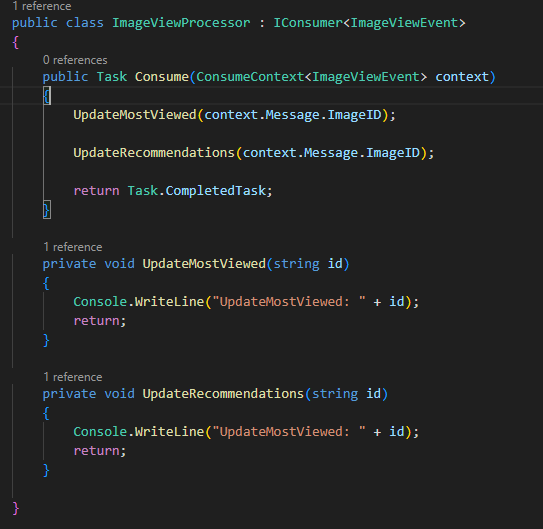 1 reference
public class ImageViewProcessor : IConsumer<ImageViewEvent>
{
0 references
public Task Consume(ConsumeContext<ImageViewEvent> context)
{
UpdateMostViewed(context.Message.ImageID);
UpdateRecommendations(context.Message.ImageID);
return Task.CompletedTask;
}
1 reference
private void UpdateMostViewed(string id)
{
Console.WriteLine("UpdateMostViewed: " + id);
return;
}
1 reference
private void UpdateRecommendations(string id)
{
Console.WriteLine("UpdateMostViewed: " + id);
return;
}
}